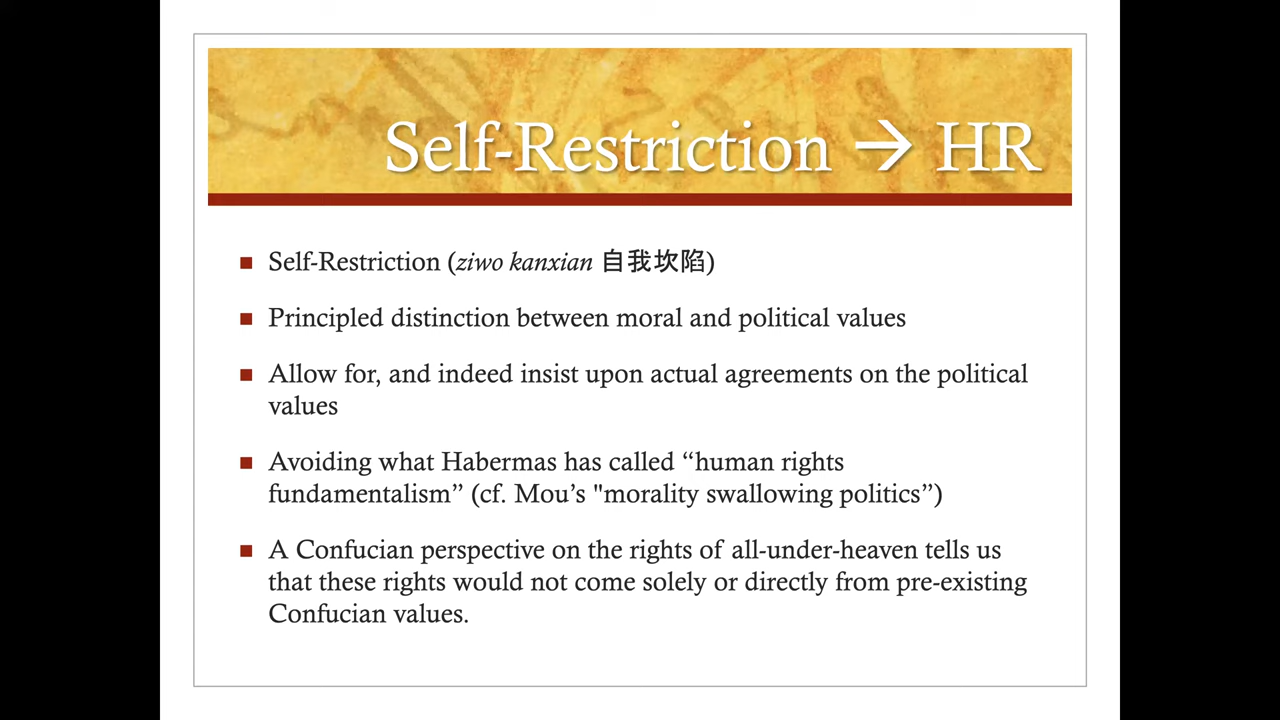 Self-Restriction → HR
Self-Restriction (ziwo kanxian 自我坎陷)
Principled distinction between moral and political values
Allow for, and indeed insist upon actual agreements on the political
values
Avoiding what Habermas has called “human rights
fundamentalism” (cf. Mou’s "morality swallowing politics”)
A Confucian perspective on the rights of all-under-heaven tells us
that these rights would not come solely or directly from pre-existing
Confucian values.